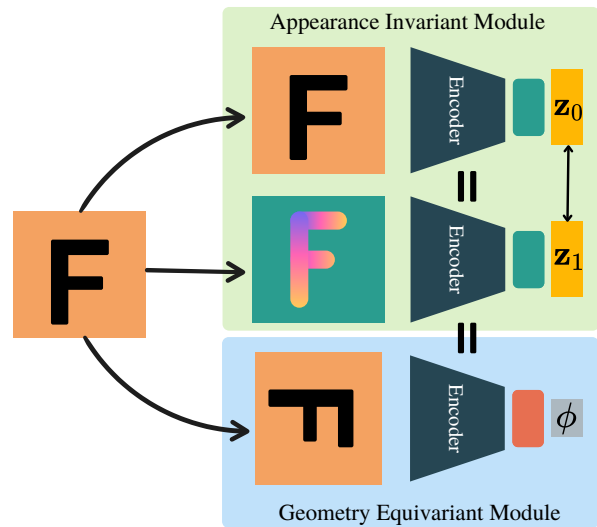 Appearance Invariant Module
F
Encoder
z₀
F
F
Encoder
z₁
F
Encoder
ϕ
Geometry Equivariant Module